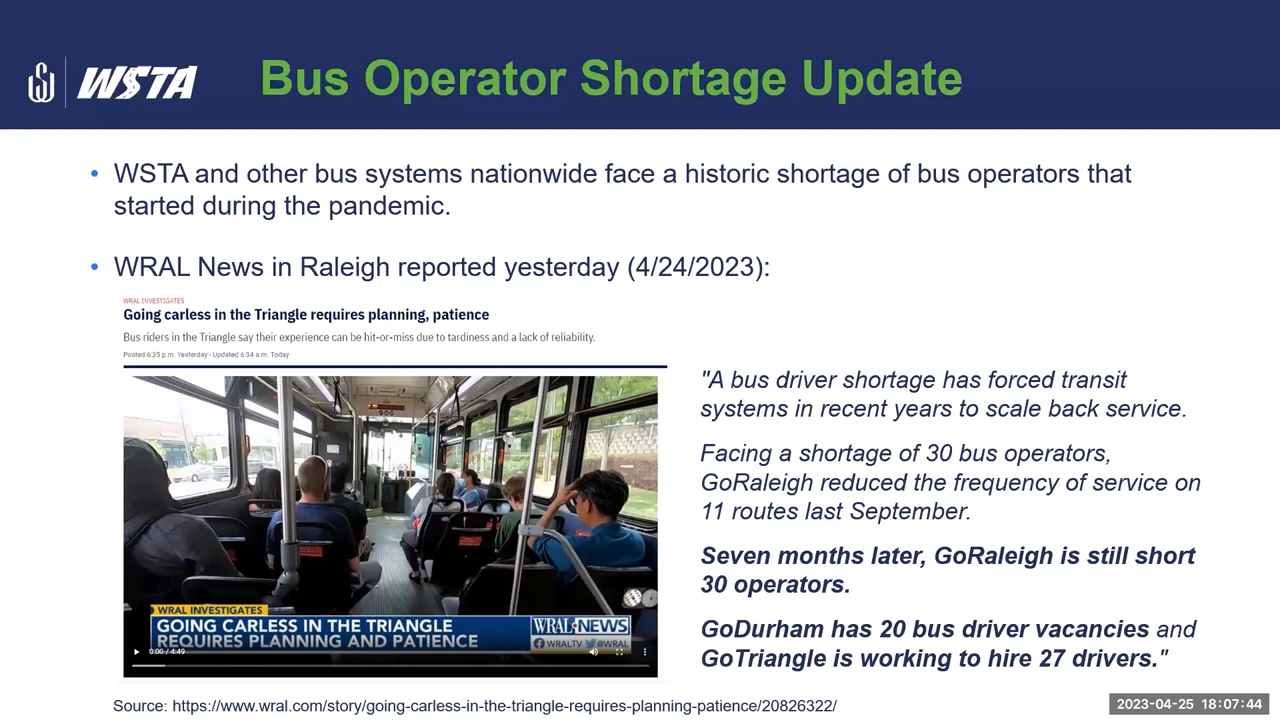 WSTA
Bus Operator Shortage Update
• WSTA and other bus systems nationwide face a historic shortage of bus operators that
started during the pandemic.
• WRAL News in Raleigh reported yesterday (4/24/2023):
WRAL INVESTIGATES
Going carless in the Triangle requires planning, patience
Bus riders in the Triangle say their experience can be hit-or-miss due to tardiness and a lack of reliability.
Posted 6:25 p.m. Yesterday - Updated 6:34 a.m. Today
"A bus driver shortage has forced transit
systems in recent years to scale back service.
Facing a shortage of 30 bus operators,
GoRaleigh reduced the frequency of service on
11 routes last September.
Seven months later, GoRaleigh is still short
30 operators.
GoDurham has 20 bus driver vacancies and
GoTriangle is working to hire 27 drivers."
WRAL INVESTIGATES
GOING CARLESS IN THE TRIANGLE
REQUIRES PLANNING AND PATIENCE
WRAL NEWS
WRALTV @WRAL
0:00 / 4:49
Source: https://www.wral.com/story/going-carless-in-the-triangle-requires-planning-patience/20826322/
2023-04-25 18:07:44